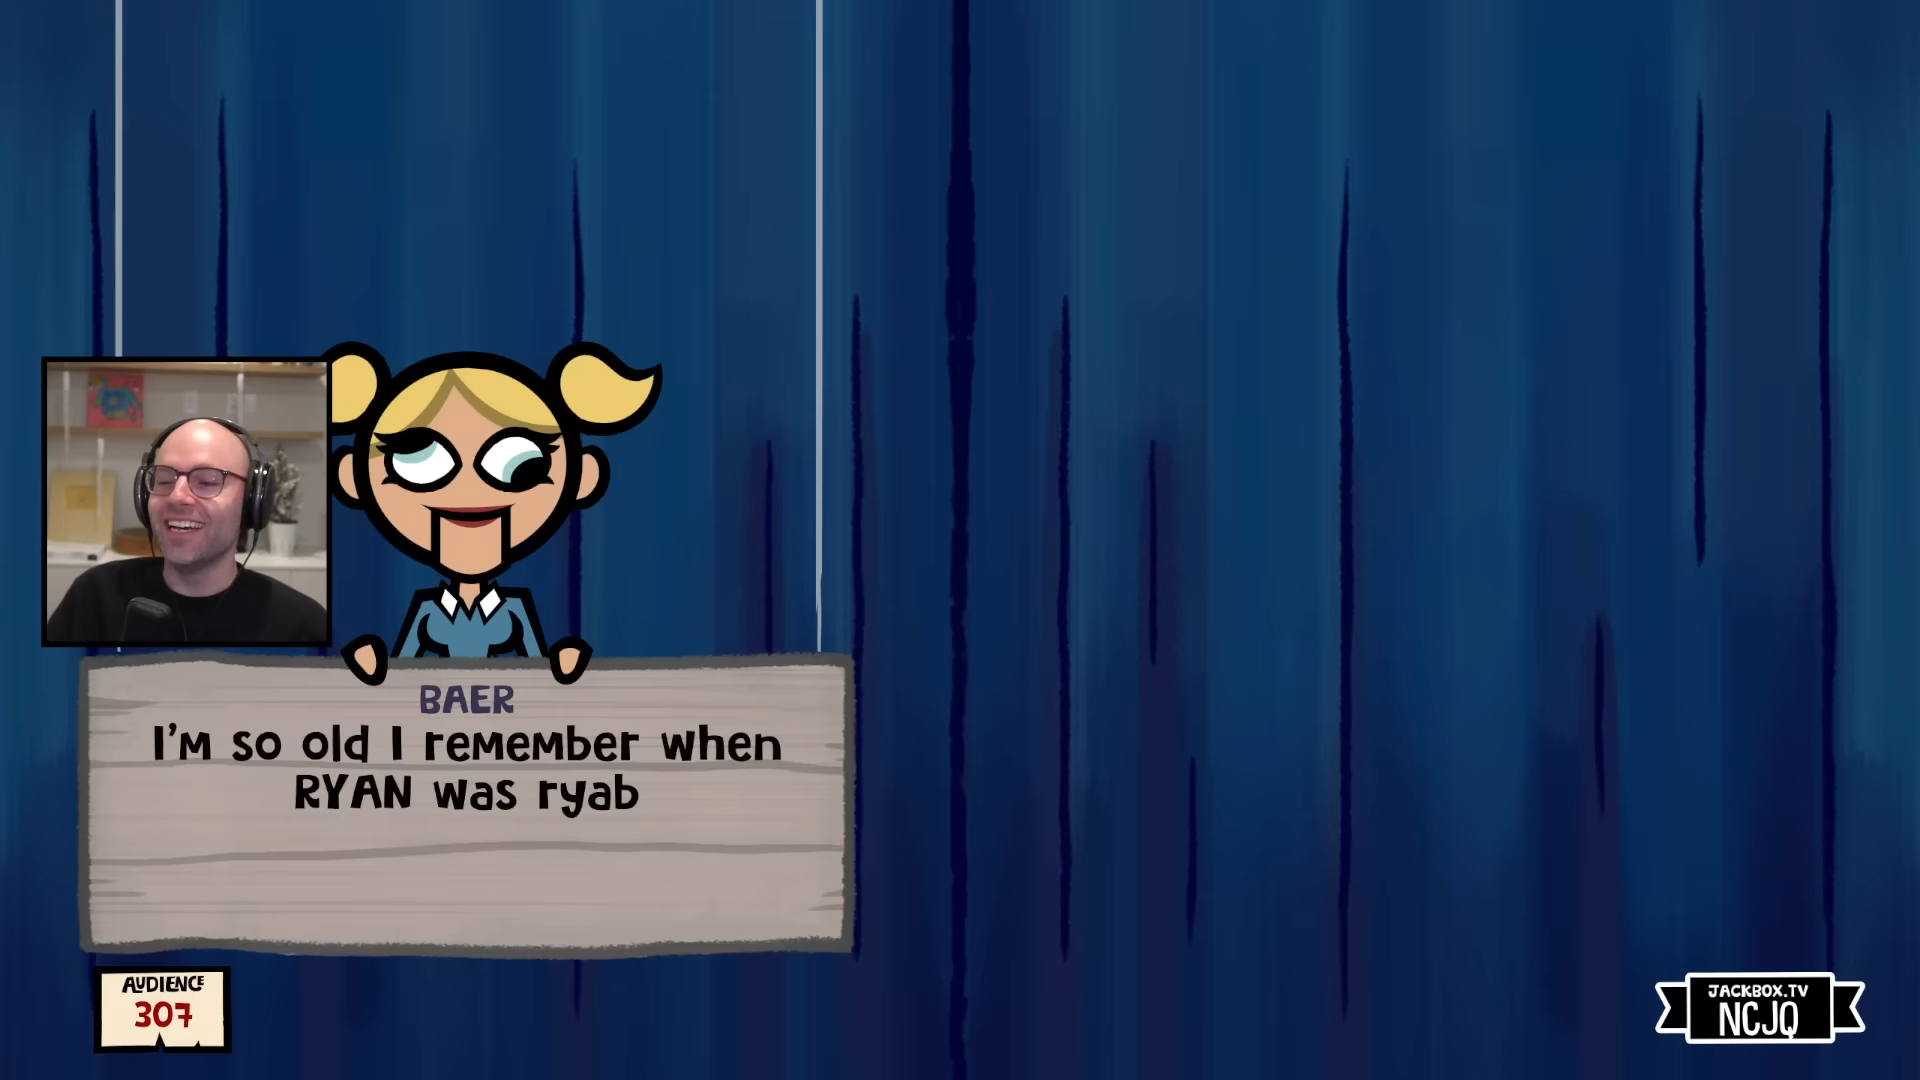 BAER
I'm so old I remember when
RYAN was ryab
AUDIENCE
307
JACKBOX.TV
NCJQ